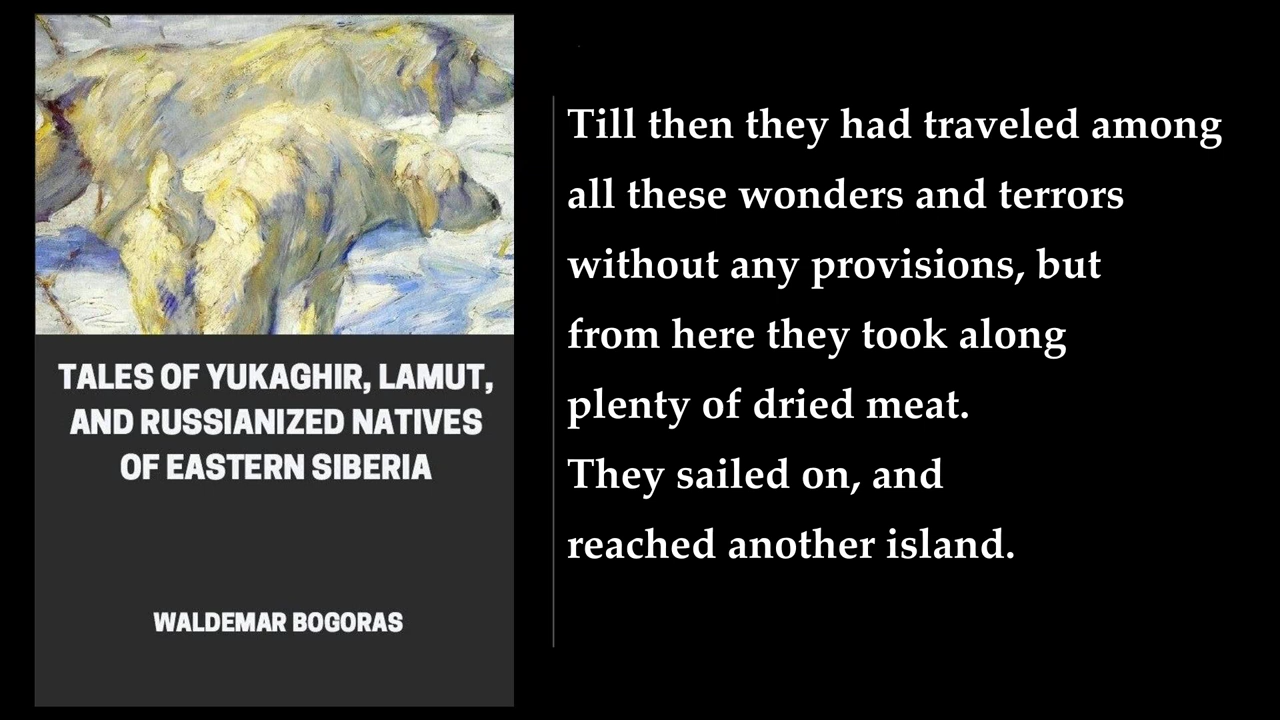 TALES OF YUKAGHIR, LAMUT,
AND RUSSIANIZED NATIVES
OF EASTERN SIBERIA
WALDEMAR BOGORAS
Till then they had traveled among
all these wonders and terrors
without any provisions, but
from here they took along
plenty of dried meat.
They sailed on, and
reached another island.